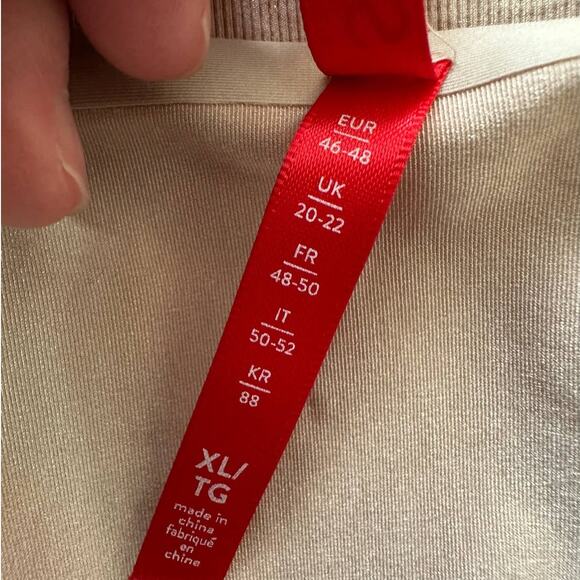 EUR
46-48
UK
20-22
FR
48-50
IT
50-52
KR
88
XL/
TG
made in
china
fabriqué
en
chine